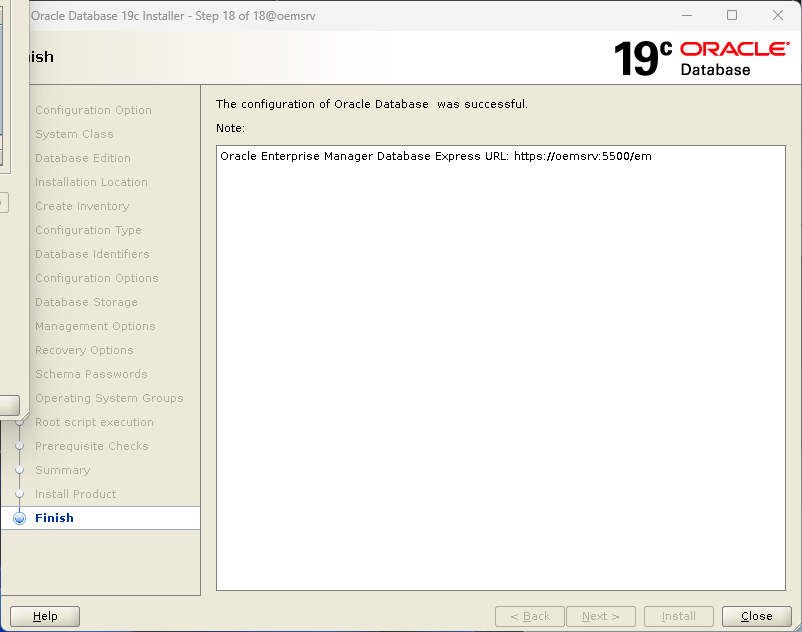 Oracle Database 19c Installer - Step 18 of 18@oemsrv
ish
19c ORACLE
Database
Configuration Option
System Class
Database Edition
Installation Location
Create Inventory
Configuration Type
Database Identifiers
Configuration Options
Database Storage
Management Options
Recovery Options
Schema Passwords
Operating System Groups
Root script execution
Prerequisite Checks
Summary
Install Product
Finish
The configuration of Oracle Database  was successful.
Note:
Oracle Enterprise Manager Database Express URL: https://oemsrv:5500/em
Help
< Back
Next >
Install
Close